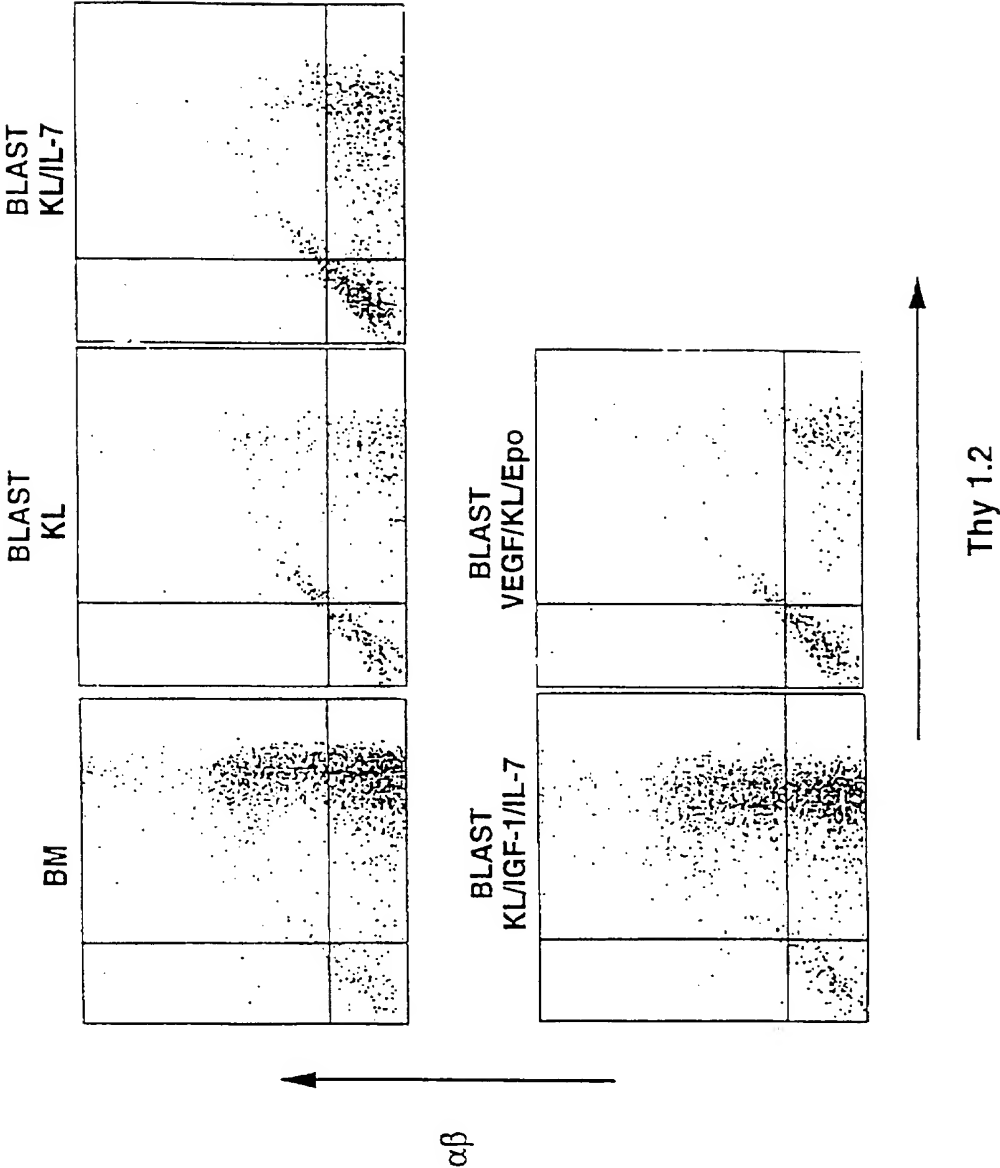 BM
BLAST
KL
BLAST
KL/IL-7
BLAST
KL/IGF-1/IL-7
BLAST
VEGF/KL/Epo
αβ
Thy 1.2